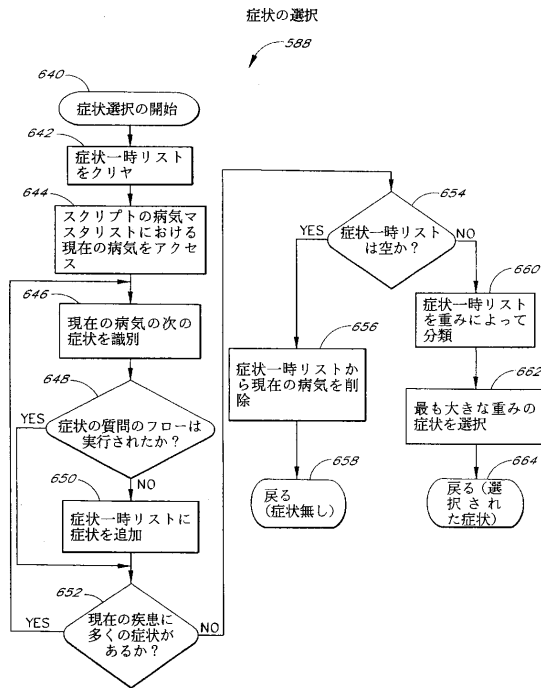 症状の選択
588
640
症状選択の開始
642
症状一時リスト
をクリヤ
644
スクリプトの病気マ
スタリストにおける
現在の病気をアクセ
ス
646
現在の病気の次の
症状を識別
648
症状の質問のフローは
実行されたか?
YES
NO
650
症状一時リストに
症状を追加
652
現在の疾患に
多くの症状が
あるか?
YES
NO
654
症状一時リスト
は空か?
YES
NO
656
症状一時リストか
ら現在の病気を削
除
658
戻る
(症状無し)
660
症状一時リスト
を重みによって
分類
662
最も大きな重みの
症状を選択
664
戻る(選
択された
症状)